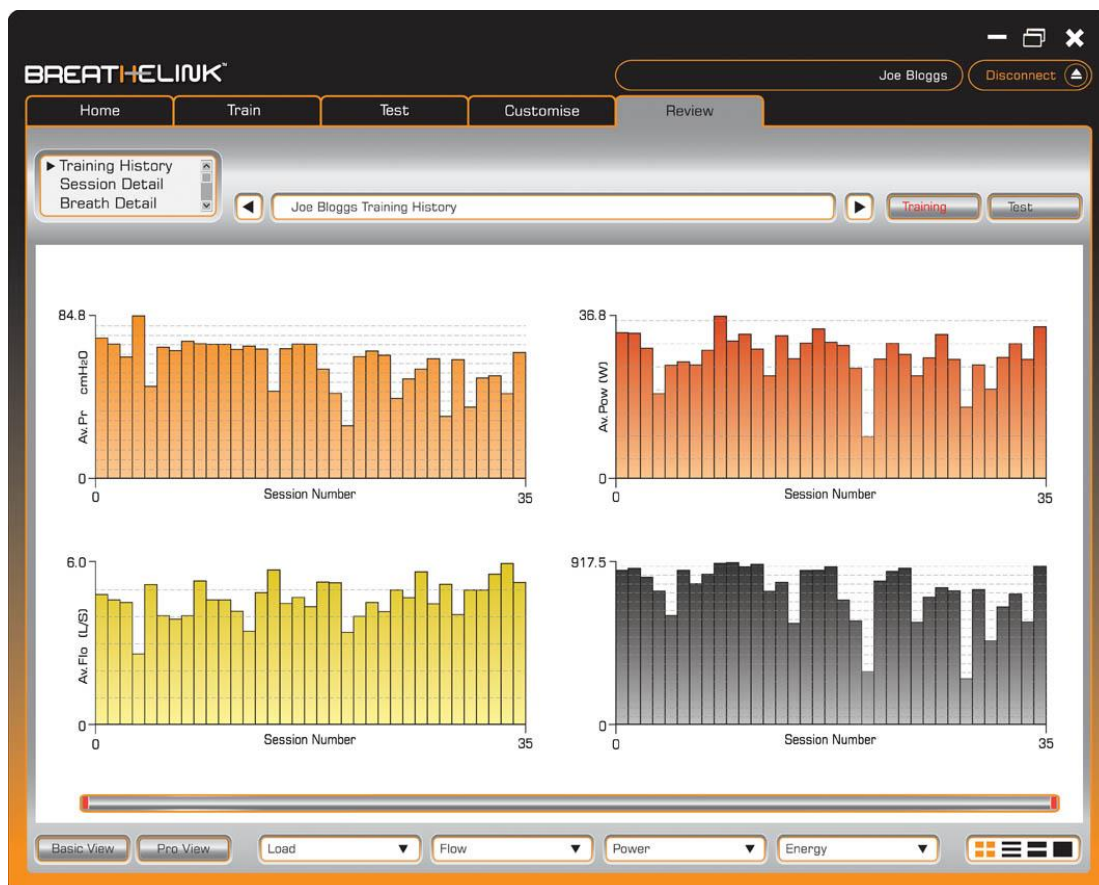 BREATHELINK™
Joe Bloggs
Disconnect
Home
Train
Test
Customise
Review
Training History
Session Detail
Breath Detail
Joe Bloggs Training History
Training
Test
84.8
Av.Pr cmH2O
0
0
Session Number
35
36.8
Av.Pow (W)
0
0
Session Number
35
6.0
Av.Flo (L/S)
0
0
Session Number
35
917.5
0
0
Session Number
35
Basic View
Pro View
Load
Flow
Power
Energy